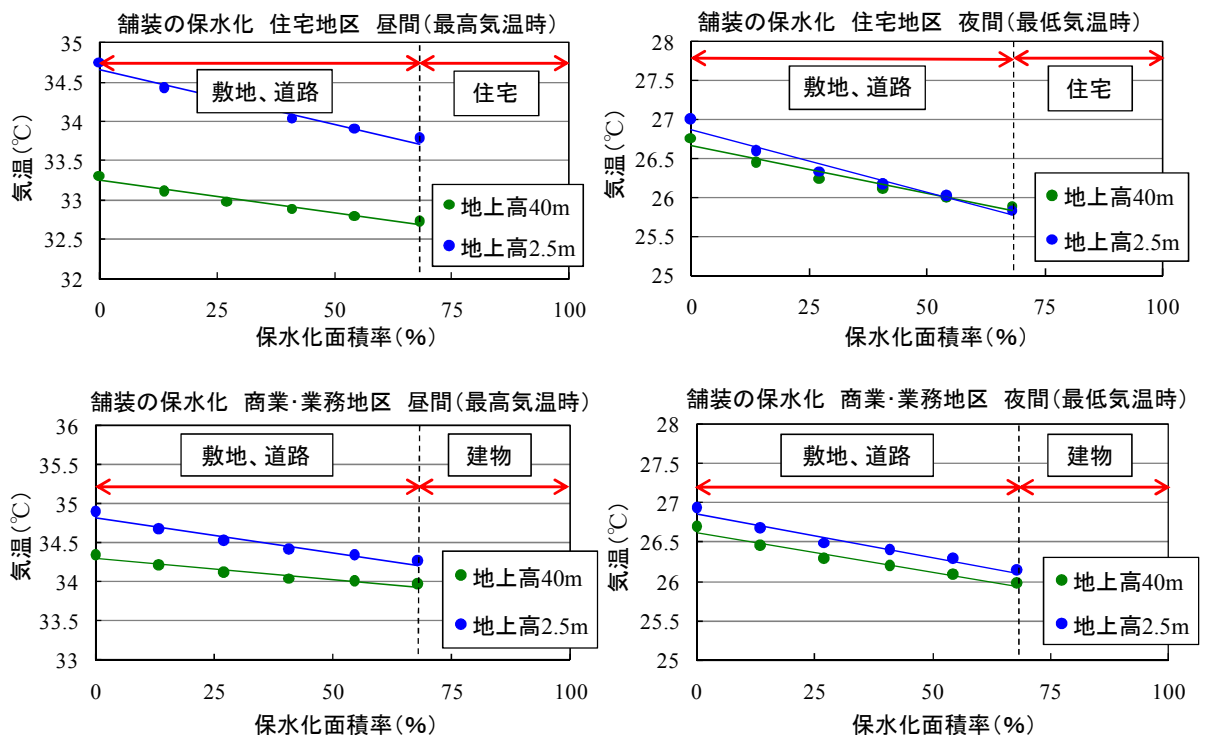 舗装の保水化 住宅地区 昼間(最高気温時)
35
34.5
34
33.5
33
32.5
32
気温(℃)
敷地、道路
住宅
地上高40m
地上高2.5m
0 25 50 75 100
保水化面積率(%)
舗装の保水化 住宅地区 夜間(最低気温時)
28
27.5
27
26.5
26
25.5
25
気温(℃)
敷地、道路
住宅
地上高40m
地上高2.5m
0 25 50 75 100
保水化面積率(%)
舗装の保水化 商業・業務地区 昼間(最高気温時)
36
35.5
35
34.5
34
33.5
33
気温(℃)
敷地、道路
建物
地上高40m
地上高2.5m
0 25 50 75 100
保水化面積率(%)
舗装の保水化 商業・業務地区 夜間(最低気温時)
28
27.5
27
26.5
26
25.5
25
気温(℃)
敷地、道路
建物
地上高40m
地上高2.5m
0 25 50 75 100
保水化面積率(%)